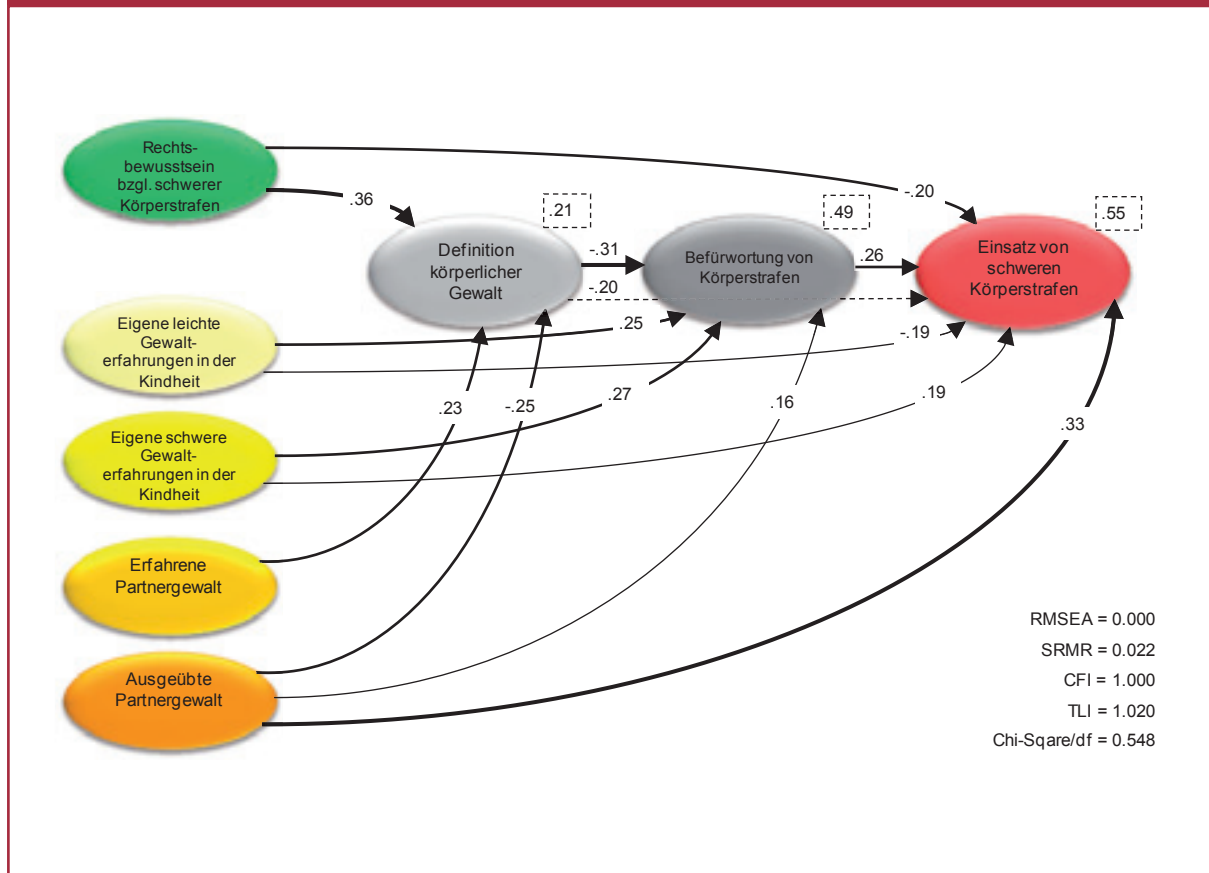 Rechts-
bewusstsein
bzgl. schwerer
Körperstrafen
-.20
.36
.21
.49
.55
Definition
körperlicher
Gewalt
-.31
-.20
Befürwortung von
Körperstrafen
.26
Einsatz von
schweren
Körperstrafen
Eigene leichte
Gewalt-
erfahrungen in der
Kindheit
.25
-.19
Eigene schwere
Gewalt-
erfahrungen in der
Kindheit
.23
-.25
.27
.16
.19
.33
Erfahrene
Partnergewalt
Ausgeübte
Partnergewalt
RMSEA = 0.000
SRMR = 0.022
CFI = 1.000
TLI = 1.020
Chi-Sqare/df = 0.548